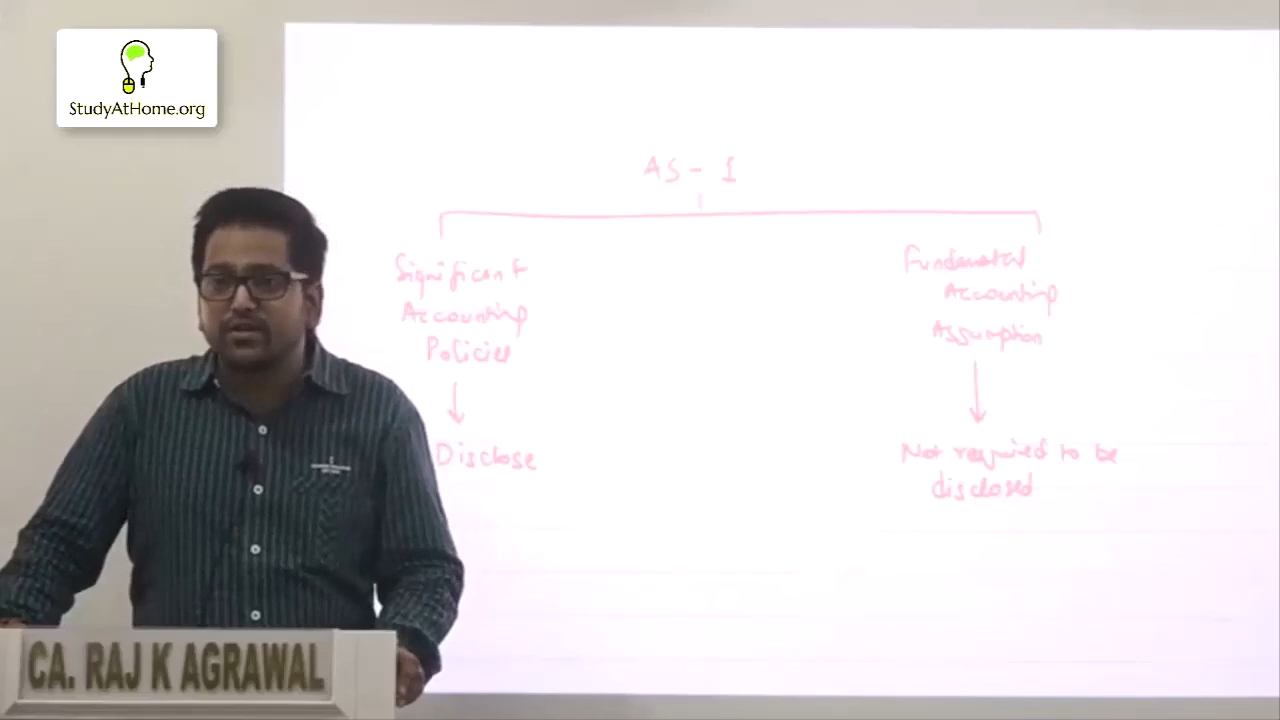 StudyAtHome.org
AS - 1
Significant
Accounting
Policies
Disclose
Fundamental
Accounting
Assumption
Not required to be
disclosed
CA. RAJ K AGRAWAL